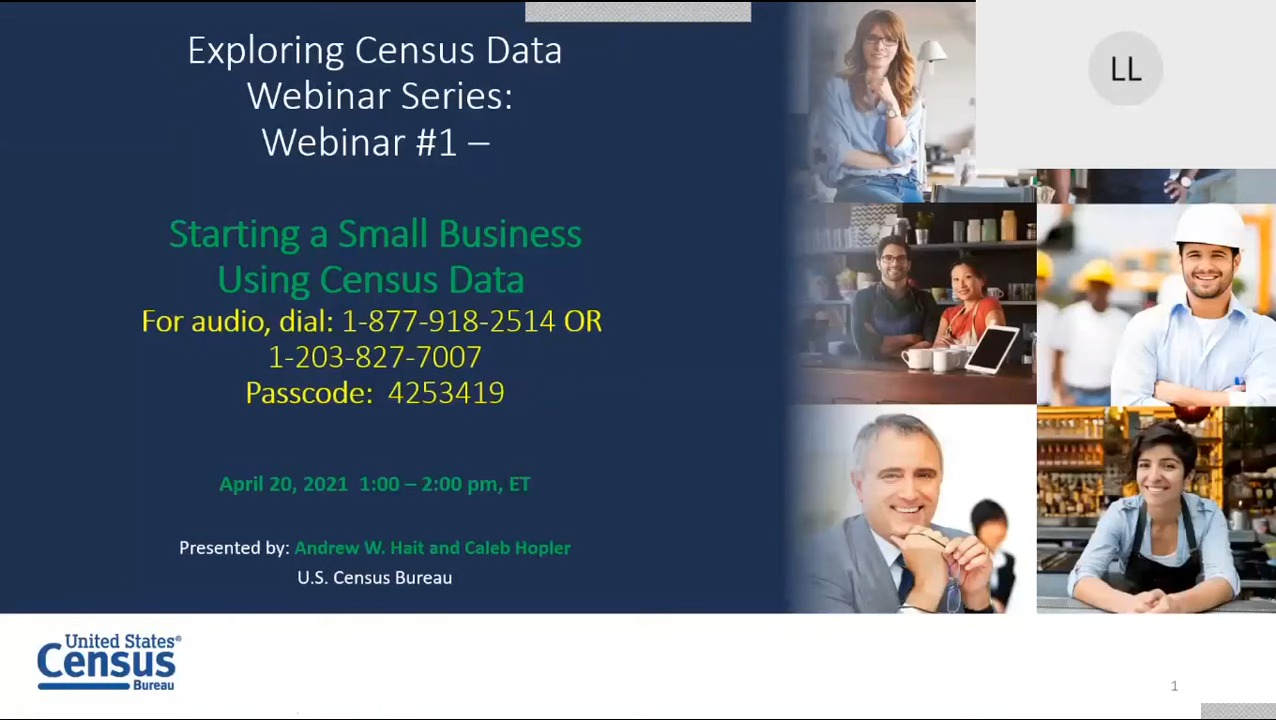 Exploring Census Data
Webinar Series:
Webinar #1 –
Starting a Small Business
Using Census Data
For audio, dial: 1-877-918-2514 OR
1-203-827-7007
Passcode: 4253419
April 20, 2021 1:00 – 2:00 pm, ET
Presented by: Andrew W. Hait and Caleb Hopler
U.S. Census Bureau
LL
United States®
Census
Bureau
1